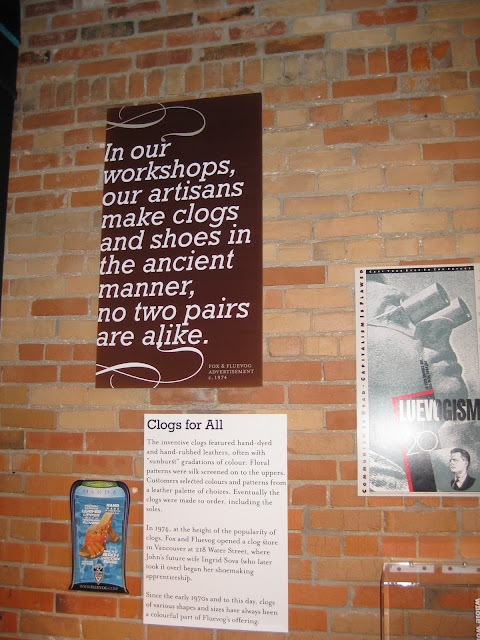 "In our
workshops,
our artisans
make clogs
and shoes in
the ancient
manner,
no two pairs
are alike.
FOX & FLUEVOG
ADVERTISEMENT
c. 1974
Clogs for All
The inventive clogs featured hand-dyed
and hand-rubbed leathers, often with
"sunburst" gradations of colour. Floral
patterns were silk screened on to the uppers.
Customers selected colours and patterns from
a leather palette of choices. Eventually the
clogs were made to order, including the
soles.
In 1974, at the height of the popularity of
clogs, Fox and Fluevog opened a clog store
in Vancouver at 218 Water Street, where
John's future wife Ingrid Sova (who later
took it over) began her shoemaking
apprenticeship.
Since the early 1970s and to this day, clogs
of various shapes and sizes have always been
a colourful part of Fluevog's offering.
CAPITALISM IS FLAWED
LUEVOGISM
20